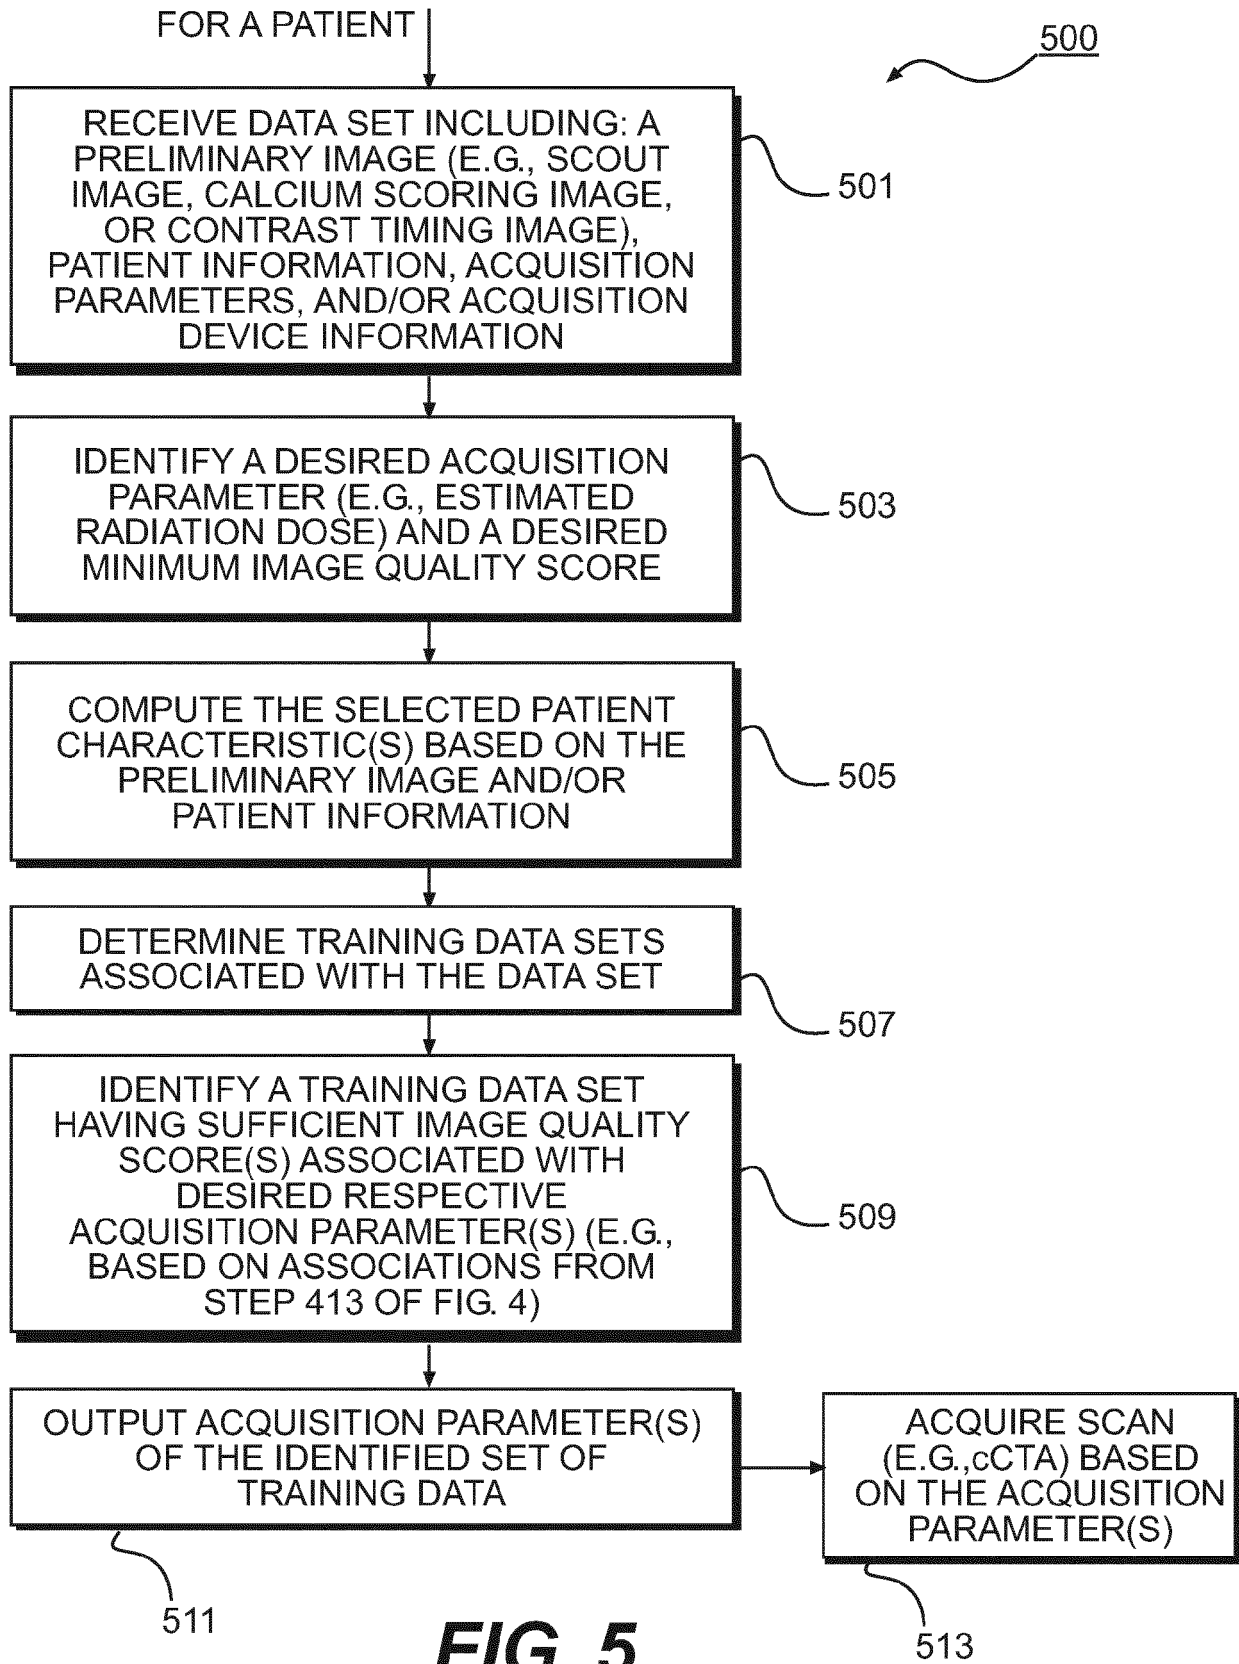 FOR A PATIENT
500
RECEIVE DATA SET INCLUDING: A
PRELIMINARY IMAGE (E.G., SCOUT
IMAGE, CALCIUM SCORING IMAGE,
OR CONTRAST TIMING IMAGE),
PATIENT INFORMATION, ACQUISITION
PARAMETERS, AND/OR ACQUISITION
DEVICE INFORMATION
501
IDENTIFY A DESIRED ACQUISITION
PARAMETER (E.G., ESTIMATED
RADIATION DOSE) AND A DESIRED
MINIMUM IMAGE QUALITY SCORE
503
COMPUTE THE SELECTED PATIENT
CHARACTERISTIC(S) BASED ON THE
PRELIMINARY IMAGE AND/OR
PATIENT INFORMATION
505
DETERMINE TRAINING DATA SETS
ASSOCIATED WITH THE DATA SET
507
IDENTIFY A TRAINING DATA SET
HAVING SUFFICIENT IMAGE QUALITY
SCORE(S) ASSOCIATED WITH
DESIRED RESPECTIVE
ACQUISITION PARAMETER(S) (E.G.,
BASED ON ASSOCIATIONS FROM
STEP 413 OF FIG. 4)
509
OUTPUT ACQUISITION PARAMETER(S)
OF THE IDENTIFIED SET OF
TRAINING DATA
511
ACQUIRE SCAN
(E.G.,cCTA) BASED
ON THE ACQUISITION
PARAMETER(S)
513
FIG. 5